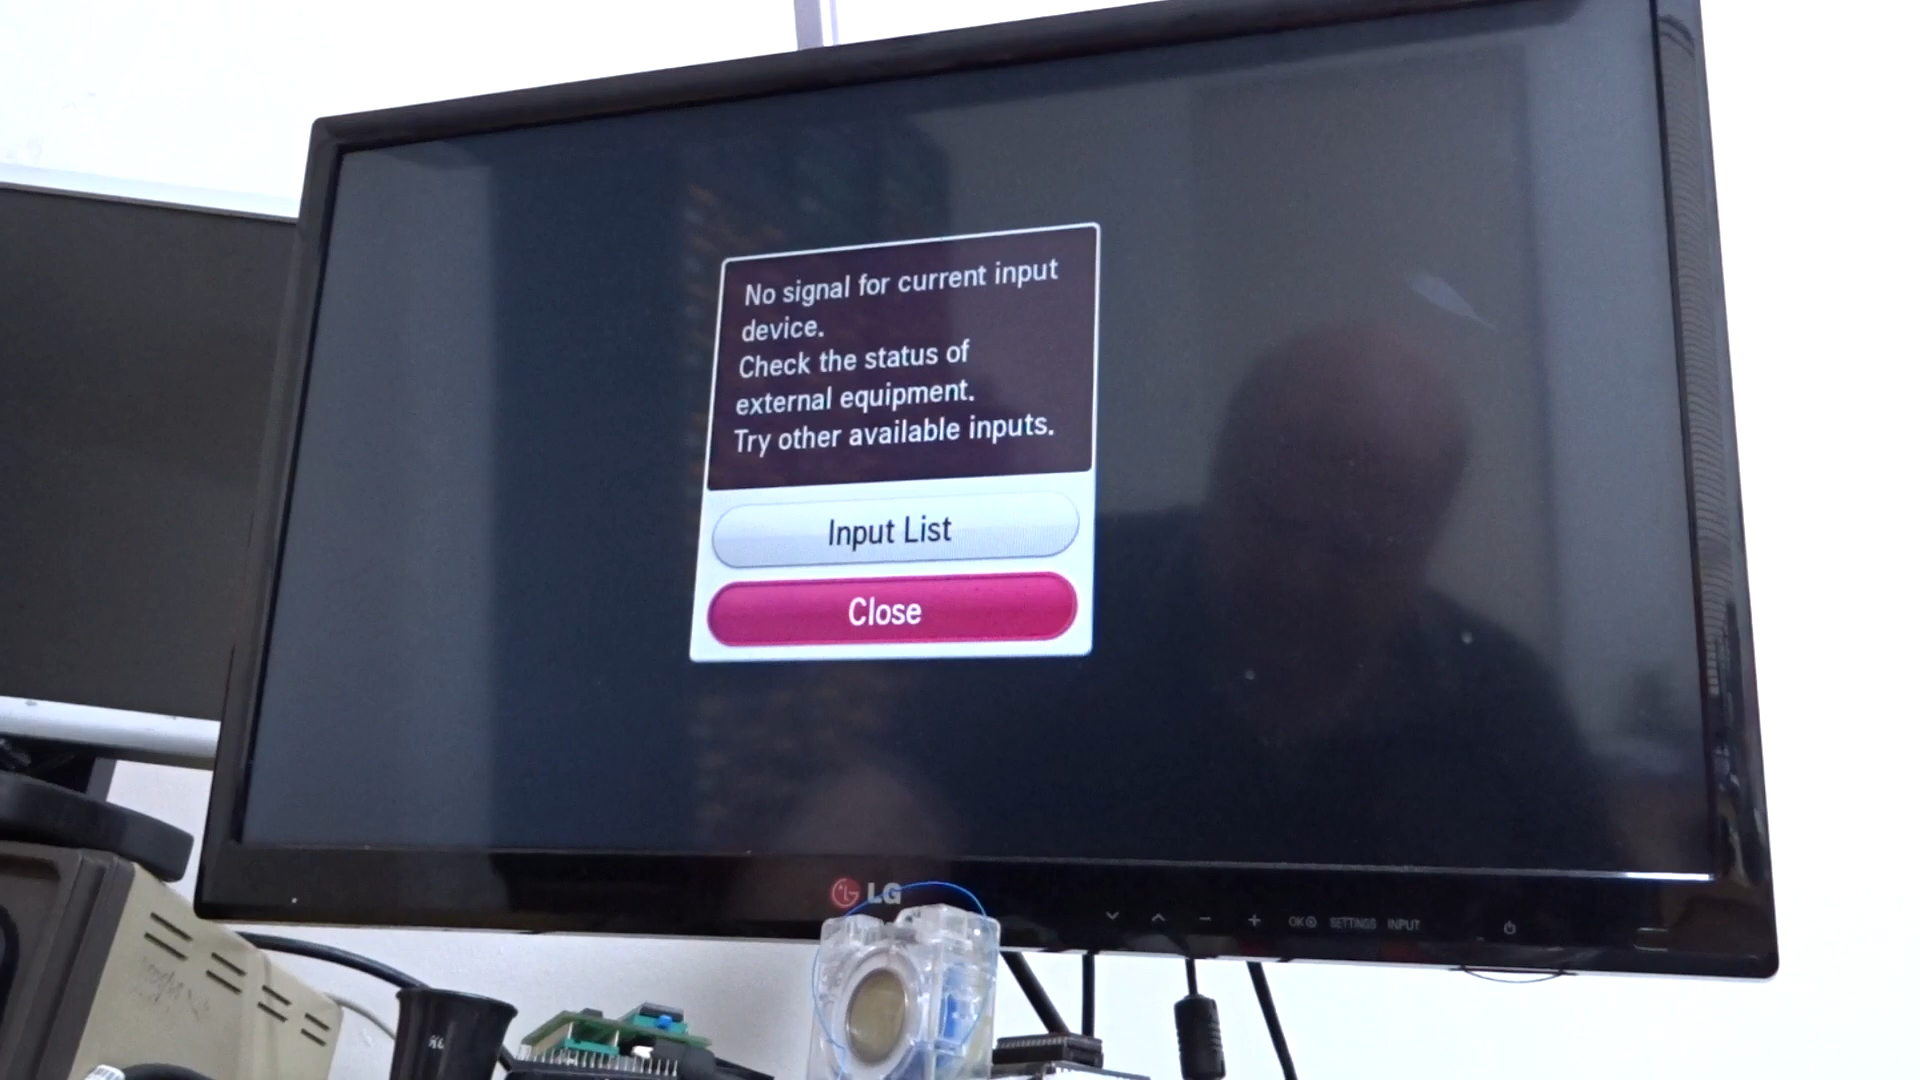 No signal for current input
device.
Check the status of
external equipment.
Try other available inputs.
Input List
Close
LG
OK SETTINGS INPUT